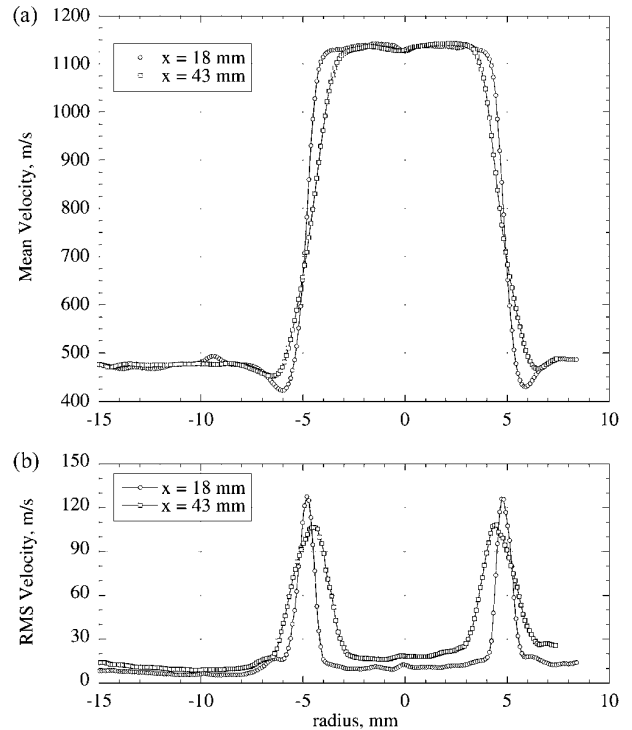 (a)
1200
1100
1000
900
800
700
600
500
400
Mean Velocity, m/s
x = 18 mm
x = 43 mm
-15 -10 -5 0 5 10
(b)
150
120
90
60
30
0
RMS Velocity, m/s
x = 18 mm
x = 43 mm
-15 -10 -5 0 5 10
radius, mm